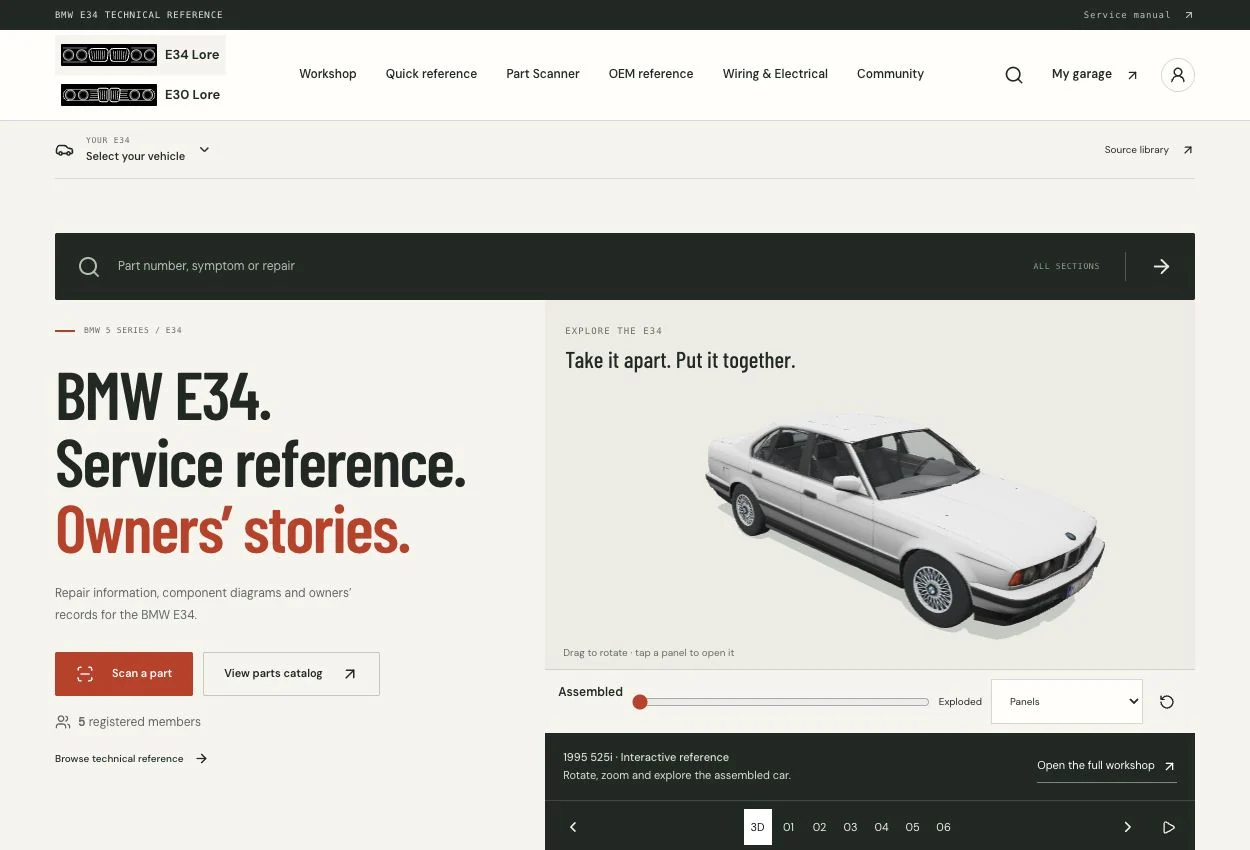 BMW E34 TECHNICAL REFERENCE
Service manual
E34 Lore
E30 Lore
Workshop
Quick reference
Part Scanner
OEM reference
Wiring & Electrical
Community
My garage
YOUR E34
Select your vehicle
Source library
Part number, symptom or repair
ALL SECTIONS
BMW 5 SERIES / E34
BMW E34.
Service reference.
Owners’ stories.
Repair information, component diagrams and owners’
records for the BMW E34.
Scan a part
View parts catalog
5 registered members
Browse technical reference
EXPLORE THE E34
Take it apart. Put it together.
Drag to rotate · tap a panel to open it
Assembled
Exploded
Panels
1995 525i · Interactive reference
Rotate, zoom and explore the assembled car.
Open the full workshop
3D 01 02 03 04 05 06